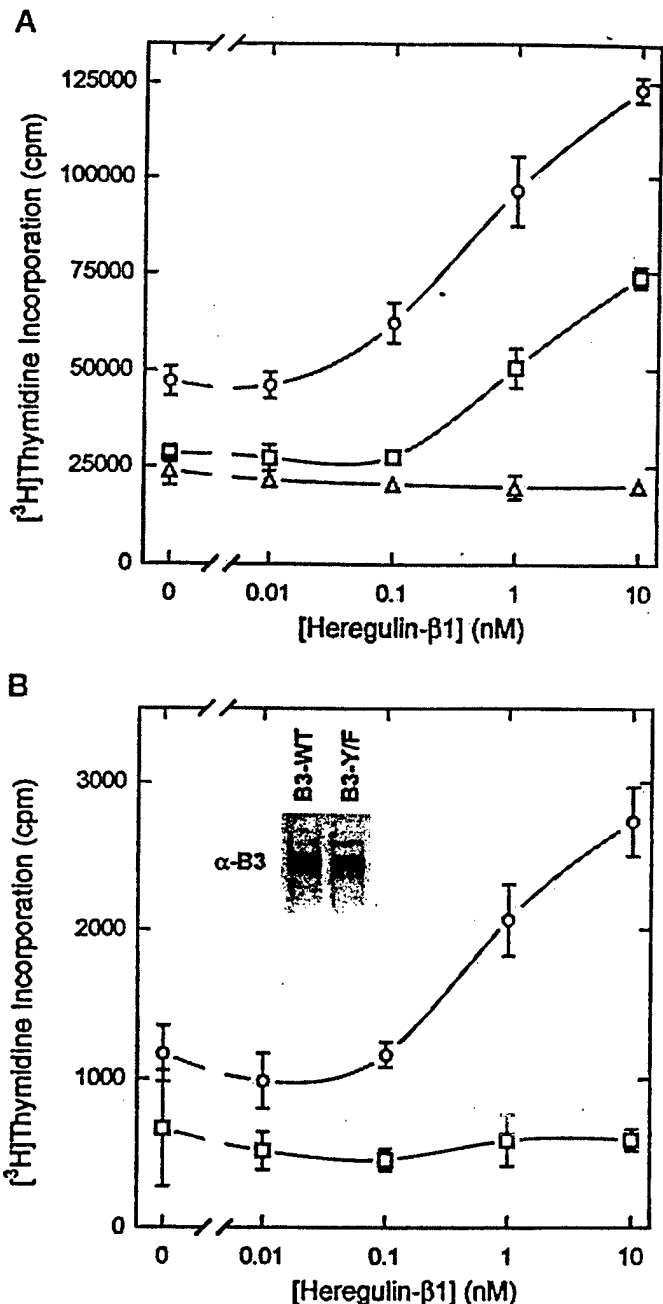 A
[³H]Thymidine Incorporation (cpm)
125000
100000
75000
50000
25000
0
0
0.01
0.1
1
10
[Heregulin-β1] (nM)
B
[³H]Thymidine Incorporation (cpm)
3000
2000
1000
0
B3-WT
B3-Y/F
α-B3
0
0.01
0.1
1
10
[Heregulin-β1] (nM)